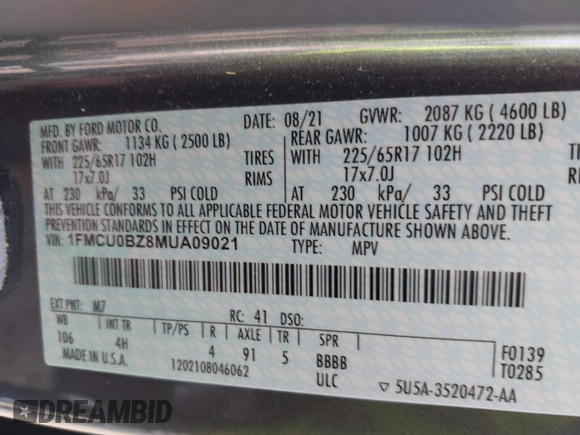 MFD. BY FORD MOTOR CO.
DATE: 08/21 GVWR: 2087 KG ( 4600 LB)
FRONT GAWR: 1134 KG ( 2500 LB)
REAR GAWR: 1007 KG ( 2220 LB)
WITH 225/65R17 102H TIRES
WITH 225/65R17 102H TIRES
17x7.0J RIMS
17x7.0J RIMS
AT 230 kPa/ 33 PSI COLD
AT 230 kPa/ 33 PSI COLD
THIS VEHICLE CONFORMS TO ALL APPLICABLE FEDERAL MOTOR VEHICLE SAFETY AND THEFT
PREVENTION STANDARDS IN EFFECT ON THE DATE OF MANUFACTURE SHOWN ABOVE.
VIN: 1FMCU0BZ8MUA09021 TYPE: MPV
EXT PNT: M7 RC: 41 DSO:
WB INT TR TP/PS R AXLE TR SPR
106 4H 4 91 5 BBBB
F0139
T0285
MADE IN U.S.A. 1202108046062 ULC
▽ 5U5A-3520472-AA
DREAMBID